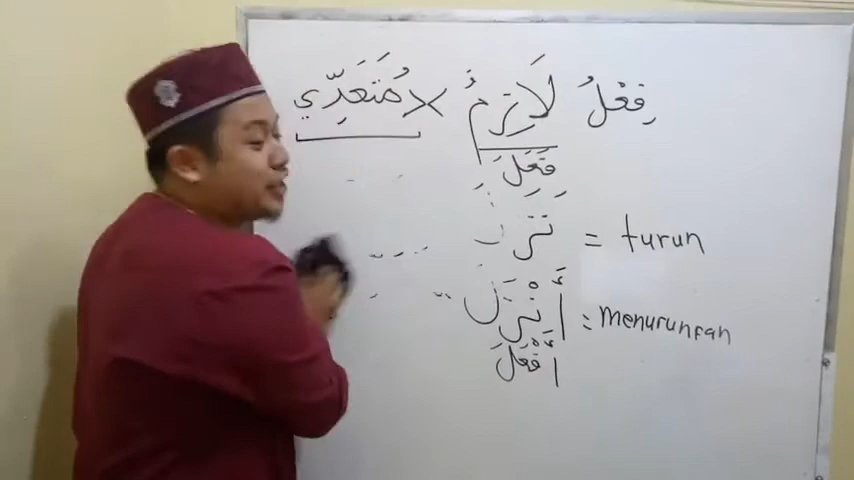 فِعْلُ لَازِمُ X مُتَعَدِّي
فَعَلَ
نَزَلَ = turun
أَنْزَلَ = menurunkan
أَفْعَلَ